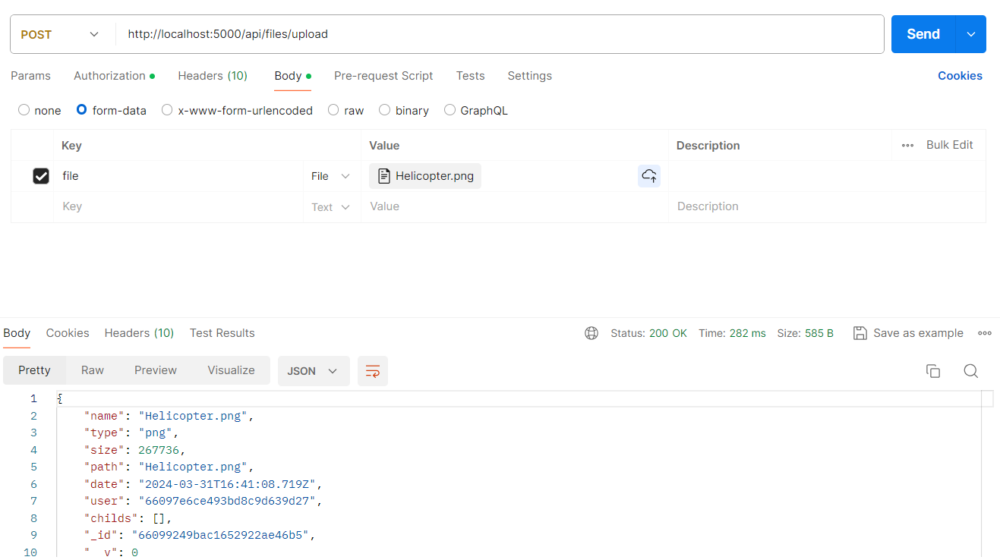 POST http://localhost:5000/api/files/upload Send
Params Authorization Headers (10) Body Pre-request Script Tests Settings Cookies
none form-data x-www-form-urlencoded raw binary GraphQL
Key Value Description Bulk Edit
file File Helicopter.png
Key Text Value Description
Body Cookies Headers (10) Test Results Status: 200 OK Time: 282 ms Size: 585 B Save as example
Pretty Raw Preview Visualize JSON
1 {
2 "name": "Helicopter.png",
3 "type": "png",
4 "size": 267736,
5 "path": "Helicopter.png",
6 "date": "2024-03-31T16:41:08.719Z",
7 "user": "66097e6ce493bd8c9d639d27",
8 "childs": [],
9 "_id": "66099249bac1652922ae46b5",
10 "__v": 0